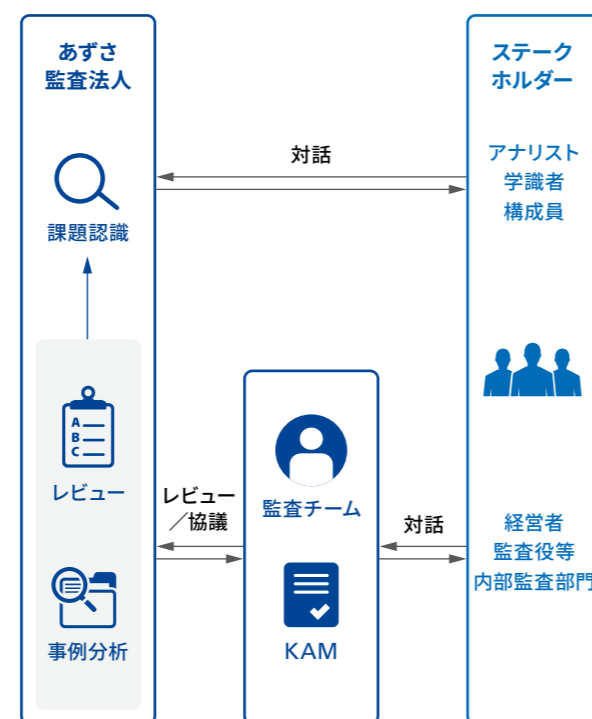 あずさ
監査法人
課題認識
A
B
C
レビュー
事例分析
対話
レビュー
／協議
監査チーム
KAM
対話
ステーク
ホルダー
アナリスト
学識者
構成員
経営者
監査役等
内部監査部門